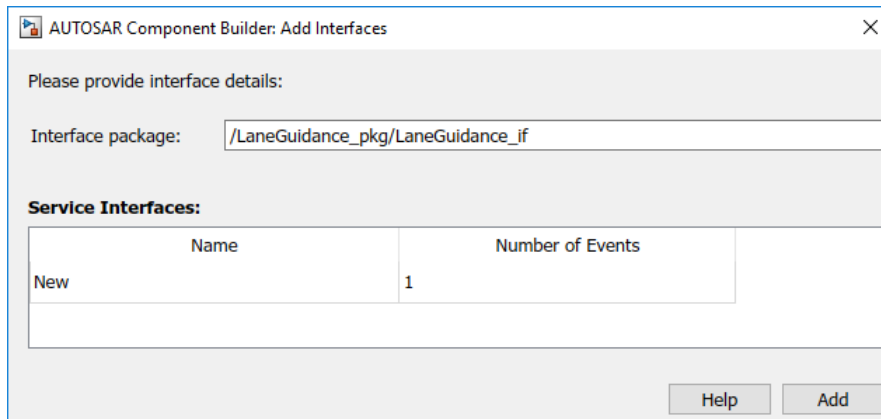 AUTOSAR Component Builder: Add Interfaces
Please provide interface details:
Interface package: /LaneGuidance_pkg/LaneGuidance_if
Service Interfaces:
Name Number of Events
New 1
Help Add